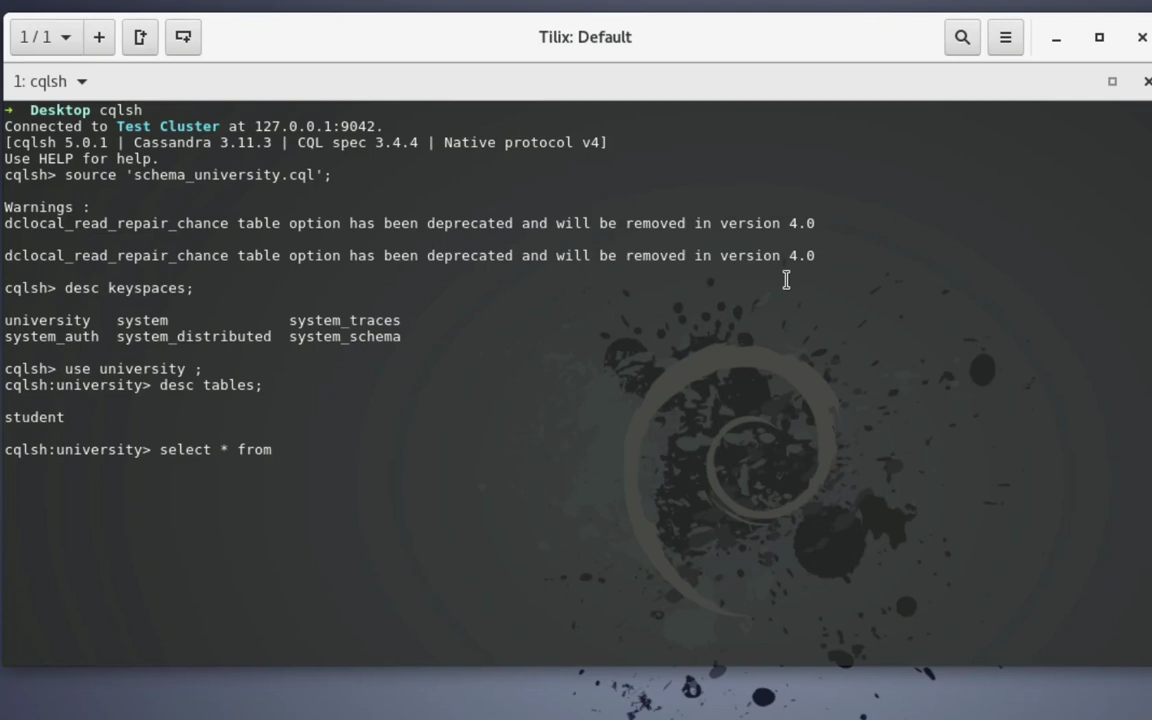 1 / 1
Tilix: Default
1: cqlsh
→ Desktop cqlsh
Connected to Test Cluster at 127.0.0.1:9042.
[cqlsh 5.0.1 | Cassandra 3.11.3 | CQL spec 3.4.4 | Native protocol v4]
Use HELP for help.
cqlsh> source 'schema_university.cql';
Warnings :
dclocal_read_repair_chance table option has been deprecated and will be removed in version 4.0
dclocal_read_repair_chance table option has been deprecated and will be removed in version 4.0
cqlsh> desc keyspaces;
university system system_traces
system_auth system_distributed system_schema
cqlsh> use university ;
cqlsh:university> desc tables;
student
cqlsh:university> select * from